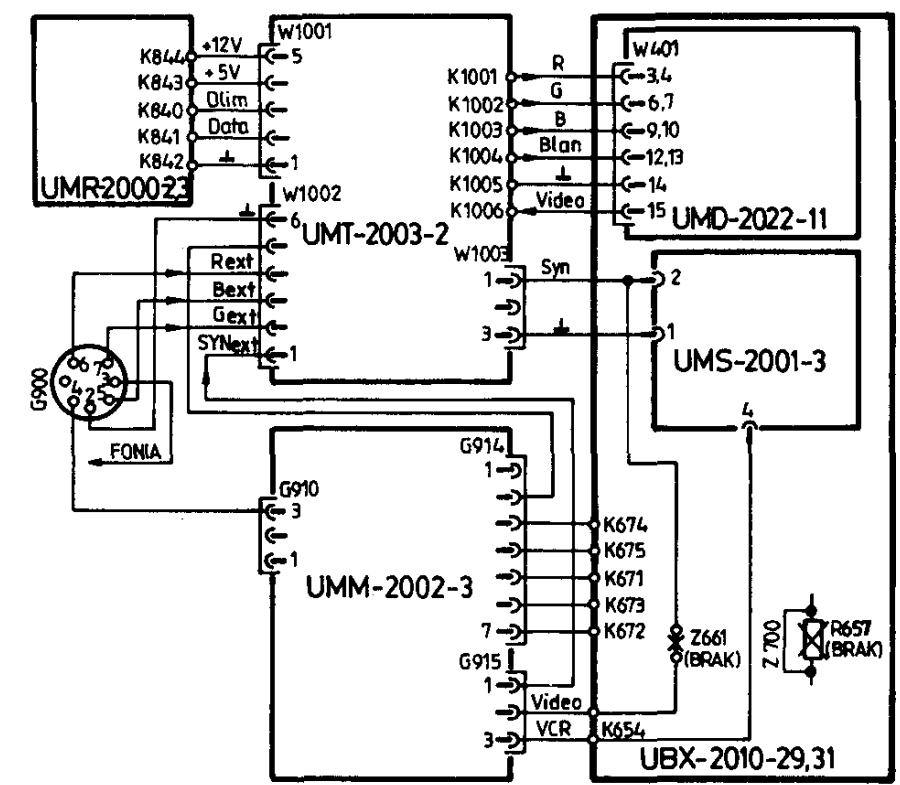 W1001
K844 +12V 5
K843 +5V
K840 Dlim
K841 Data
K842 1
UMR-2000-23
W1002
6
UMT-2003-2
K1001 R
K1002 G
K1003 B
K1004 Blan
K1005
K1006 Video
W401
3,4
6,7
9,10
12,13
14
15
UMD-2022-11
W1003
1 Syn 2
3 1
UMS-2001-3
4
Rext
Bext
Gext
SYNext 1
G900
6 7
4 3
5
2
FONIA
G910
3
1
UMM-2002-3
G914
1
K674
K675
K671
K673
7 K672
G915
1
Video
3 VCR K654
Z661
(BRAK)
Z700
R657
(BRAK)
UBX-2010-29,31